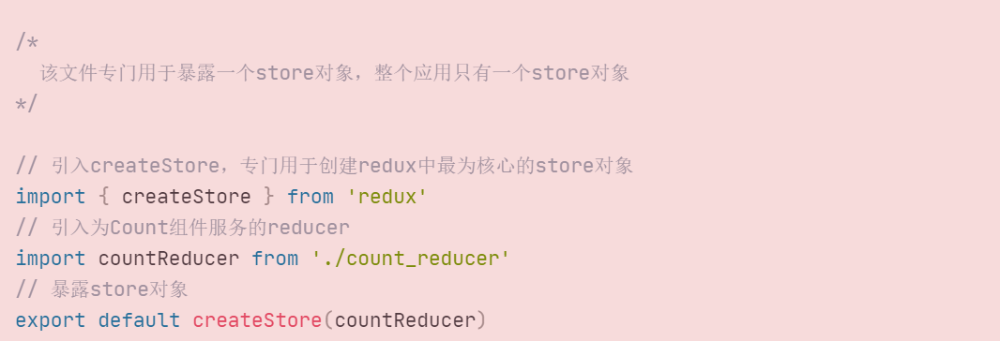 /*
  该文件专门用于暴露一个store对象，整个应用只有一个store对象
*/
// 引入createStore，专门用于创建redux中最为核心的store对象
import { createStore } from 'redux'
// 引入为Count组件服务的reducer
import countReducer from './count_reducer'
// 暴露store对象
export default createStore(countReducer)